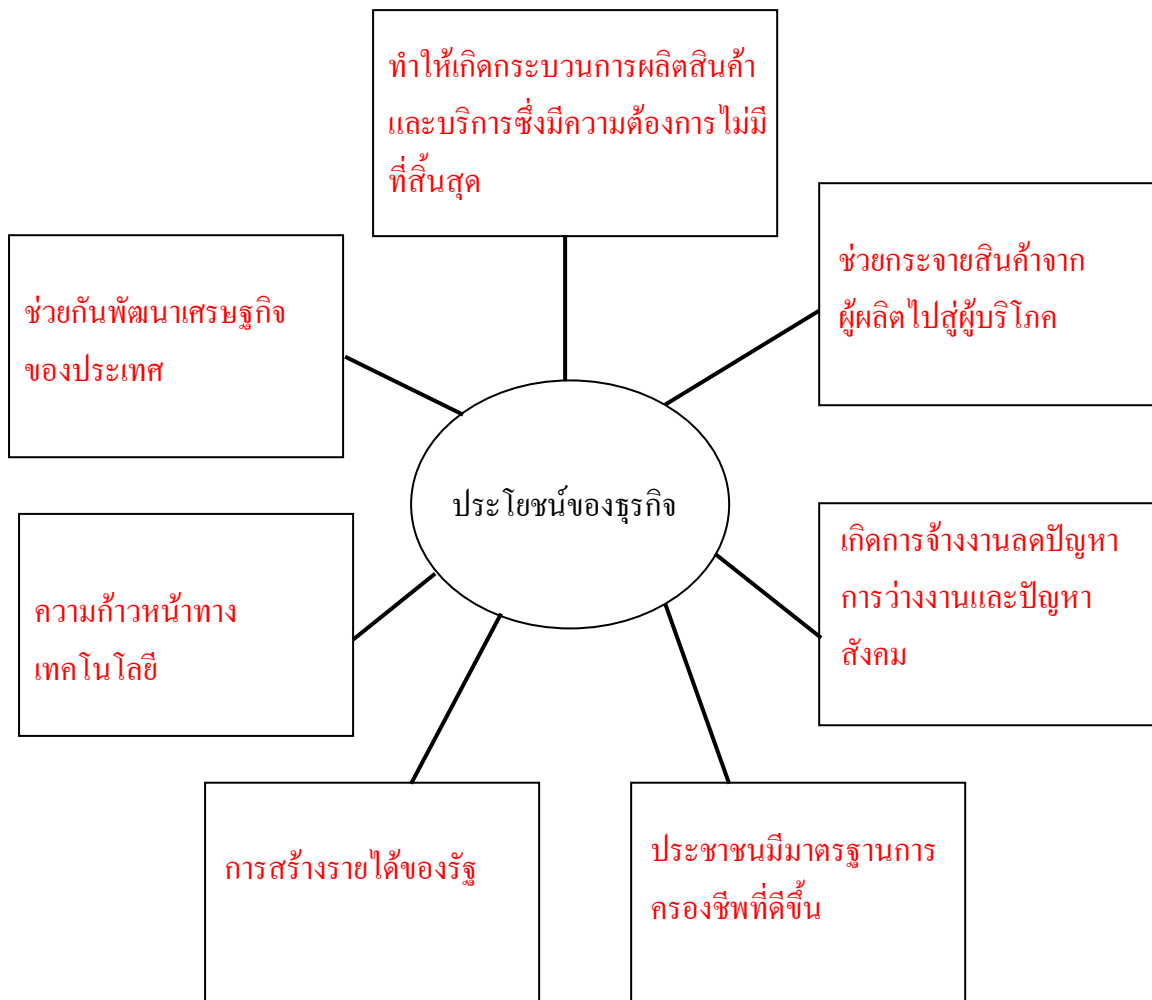 ทำให้เกิดกระบวนการผลิตสินค้า
และบริการซึ่งมีความต้องการไม่มี
ที่สิ้นสุด
ช่วยกระจายสินค้าจาก
ผู้ผลิตไปสู่ผู้บริโภค
ช่วยกันพัฒนาเศรษฐกิจ
ของประเทศ
ประโยชน์ของธุรกิจ
เกิดการจ้างงานลดปัญหา
การว่างงานและปัญหา
สังคม
ความก้าวหน้าทาง
เทคโนโลยี
การสร้างรายได้ของรัฐ
ประชาชนมีมาตรฐานการ
ครองชีพที่ดีขึ้น